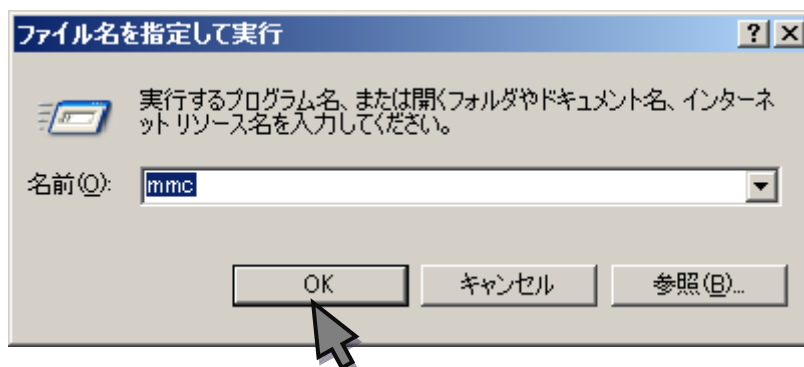 ファイル名を指定して実行
実行するプログラム名、または開くフォルダやドキュメント名、インターネ
ット リソース名を入力してください。
名前(O): mmc
OK キャンセル 参照(B)...